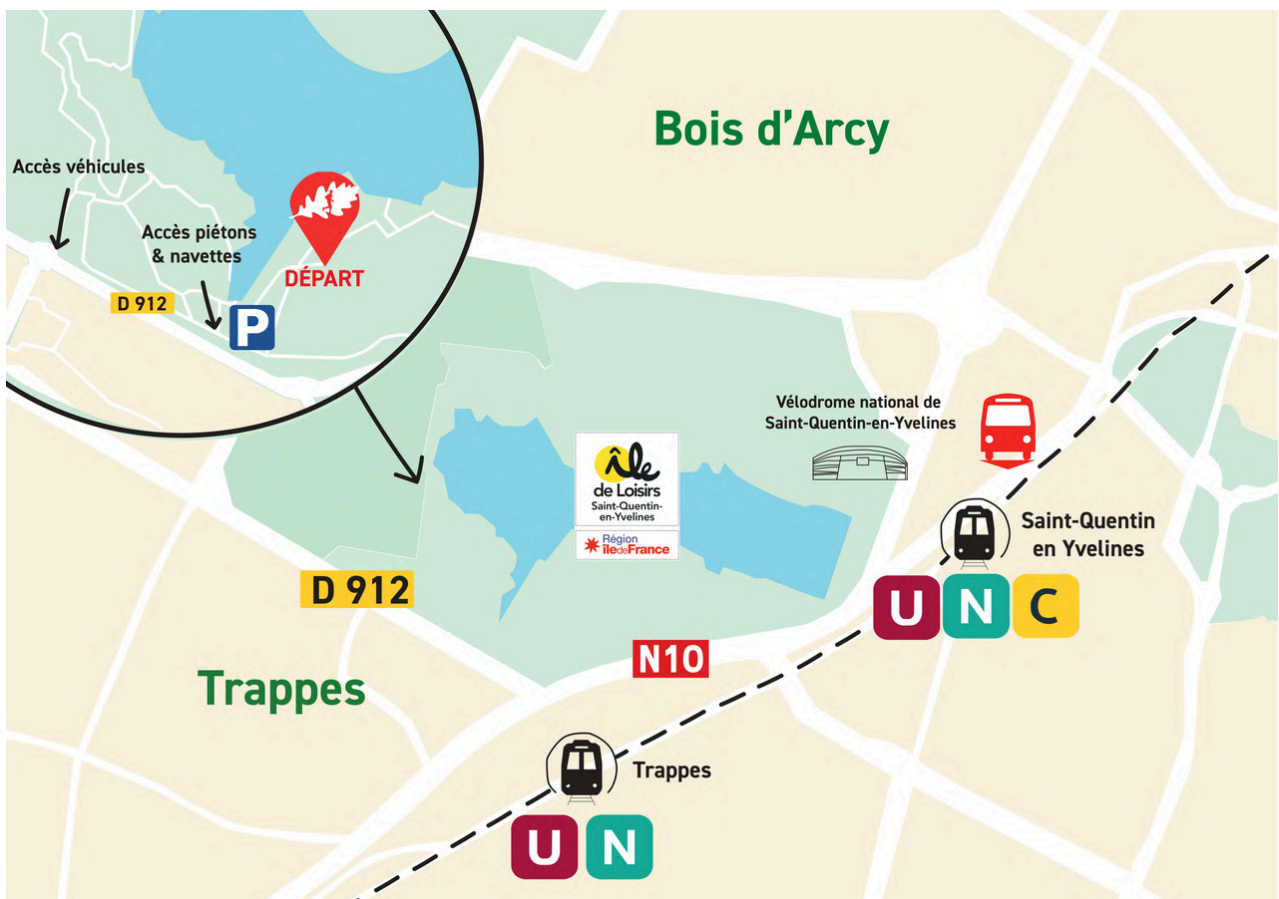 Bois d'Arcy
Accès véhicules
Accès piétons
& navettes
DÉPART
D 912
P
Vélodrome national de
Saint-Quentin-en-Yvelines
île
de Loisirs
Saint-Quentin-
en-Yvelines
Région
îledeFrance
Saint-Quentin
en Yvelines
U N C
D 912
N10
Trappes
Trappes
U N